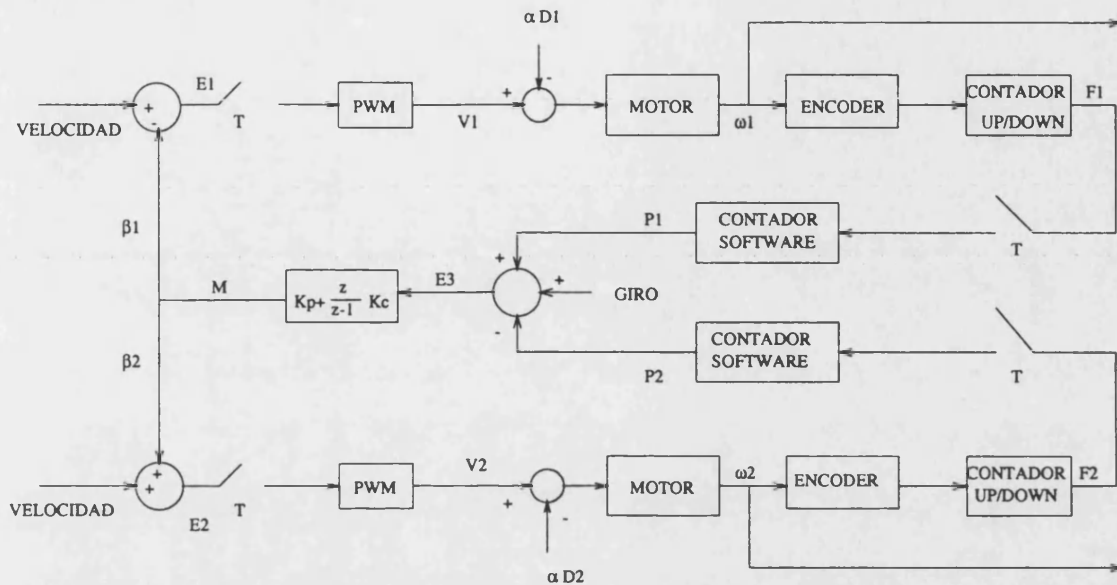 α D1
E1
+
-
VELOCIDAD
T
PWM
V1
+
-
MOTOR
ω1
ENCODER
CONTADOR
UP/DOWN
F1
β1
P1
CONTADOR
SOFTWARE
T
M
Kp+ z/z-1 Kc
E3
+
+
-
GIRO
β2
P2
CONTADOR
SOFTWARE
T
VELOCIDAD
+
+
E2
T
PWM
V2
+
-
MOTOR
ω2
ENCODER
CONTADOR
UP/DOWN
F2
α D2